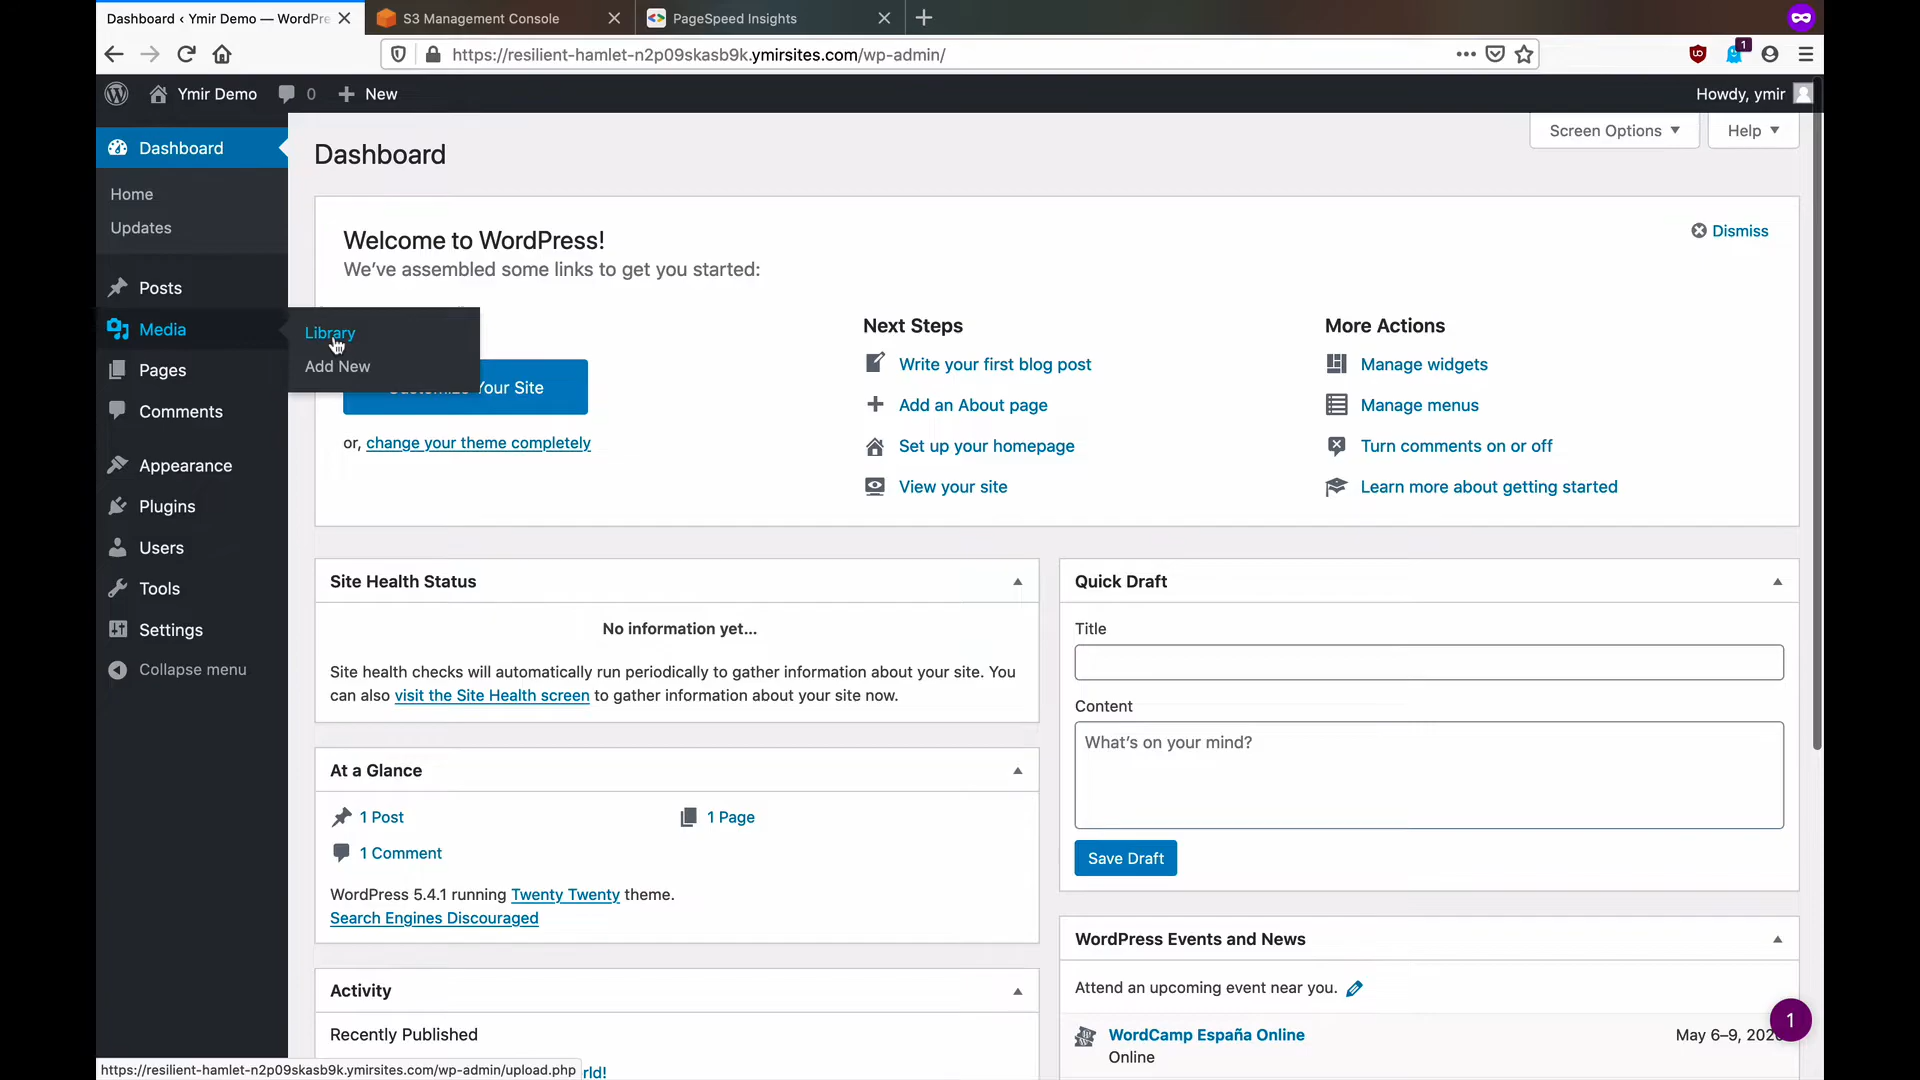 Dashboard ‹ Ymir Demo — WordPre
S3 Management Console
PageSpeed Insights
https://resilient-hamlet-n2p09skasb9k.ymirsites.com/wp-admin/
1
Ymir Demo
0
New
Howdy, ymir
Dashboard
Home
Updates
Posts
Media
Library
Add New
Pages
Comments
Appearance
Plugins
Users
Tools
Settings
Collapse menu
Screen Options
Help
Dashboard
Welcome to WordPress!
We've assembled some links to get you started:
Dismiss
Your Site
or, change your theme completely
Next Steps
Write your first blog post
Add an About page
Set up your homepage
View your site
More Actions
Manage widgets
Manage menus
Turn comments on or off
Learn more about getting started
Site Health Status
No information yet...
Site health checks will automatically run periodically to gather information about your site. You
can also visit the Site Health screen to gather information about your site now.
At a Glance
1 Post
1 Page
1 Comment
WordPress 5.4.1 running Twenty Twenty theme.
Search Engines Discouraged
Activity
Recently Published
rld!
Quick Draft
Title
Content
What's on your mind?
Save Draft
WordPress Events and News
Attend an upcoming event near you.
WordCamp España Online
Online
May 6–9, 202
1
https://resilient-hamlet-n2p09skasb9k.ymirsites.com/wp-admin/upload.php